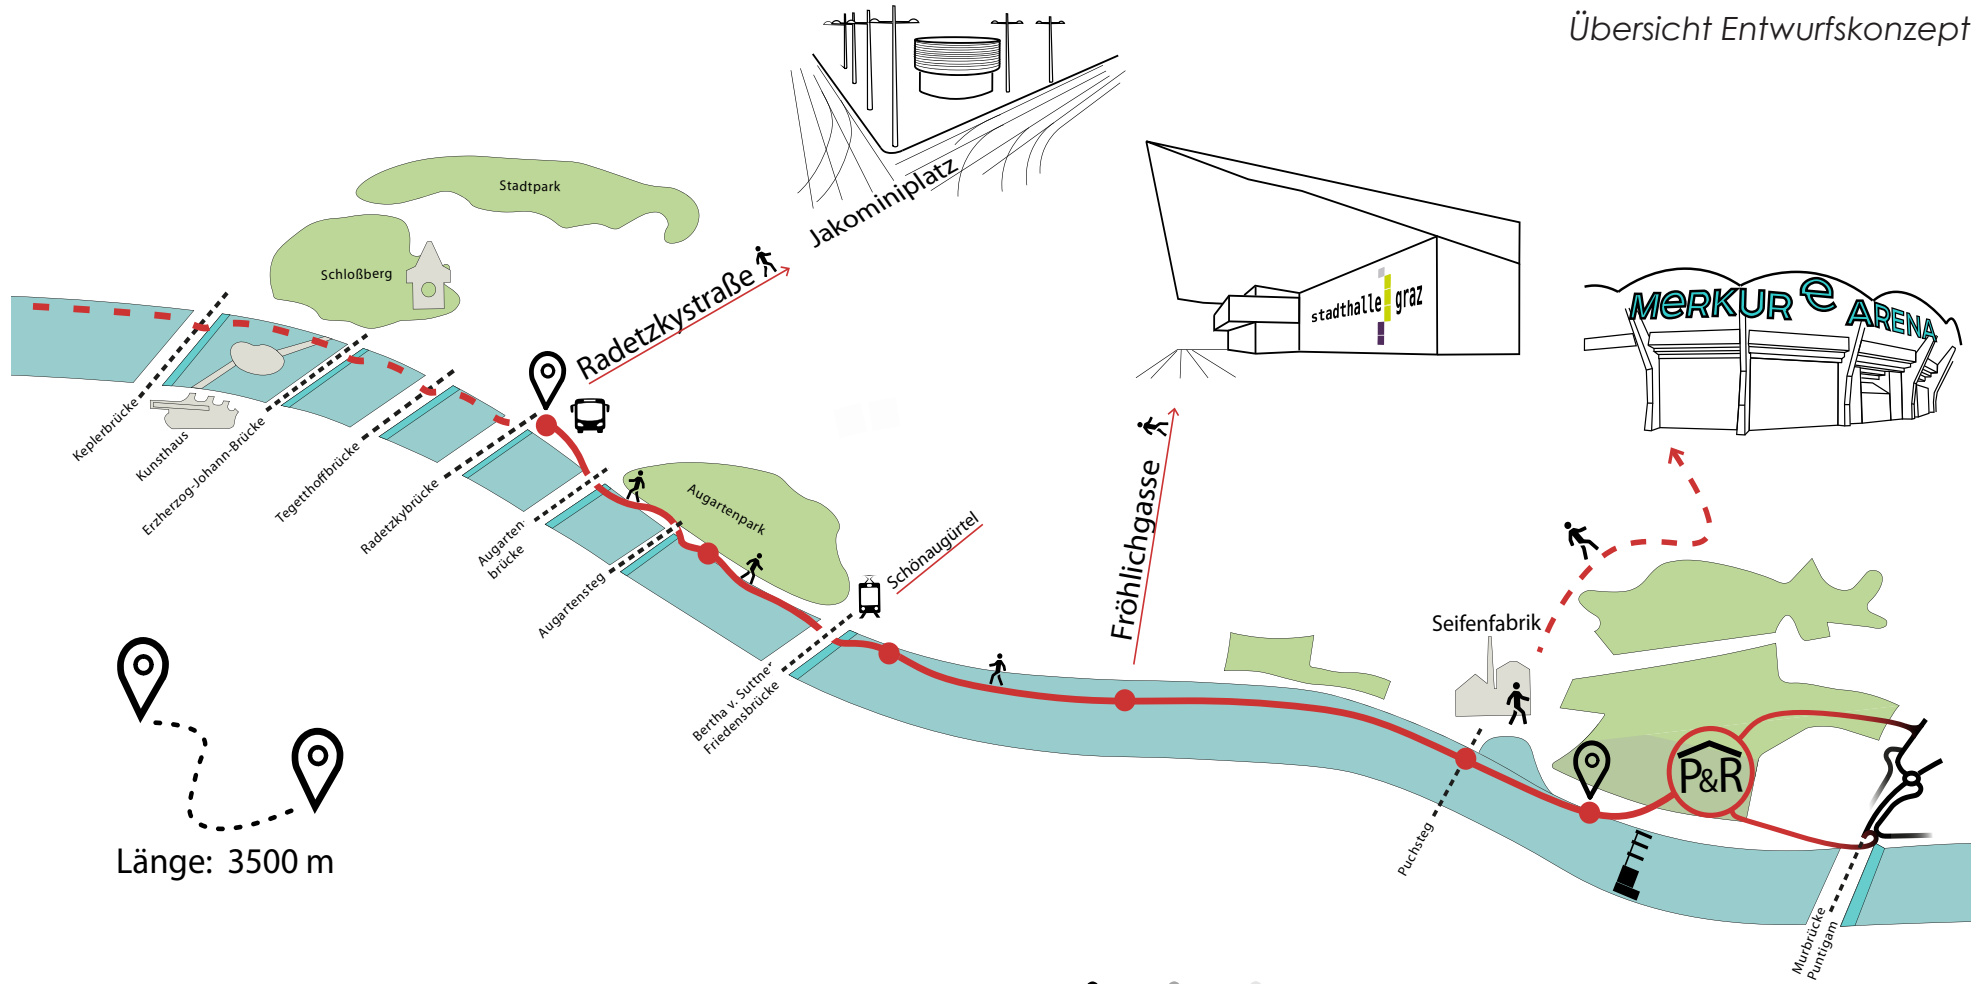 Übersicht Entwurfskonzept
Stadtpark
Schloßberg
Jakominiplatz
Radetzkystraße
stadthalle graz
MERKUR e ARENA
Keplerbrücke
Kunsthaus
Erzherzog-Johann-Brücke
Tegetthoffbrücke
Radetzkybrücke
Augarten-
brücke
Augartensteg
Augartenpark
Schönaugürtel
Bertha v. Suttner
Friedensbrücke
Fröhlichgasse
Seifenfabrik
P&R
Puchsteg
Murbrücke
Puntigam
Länge: 3500 m